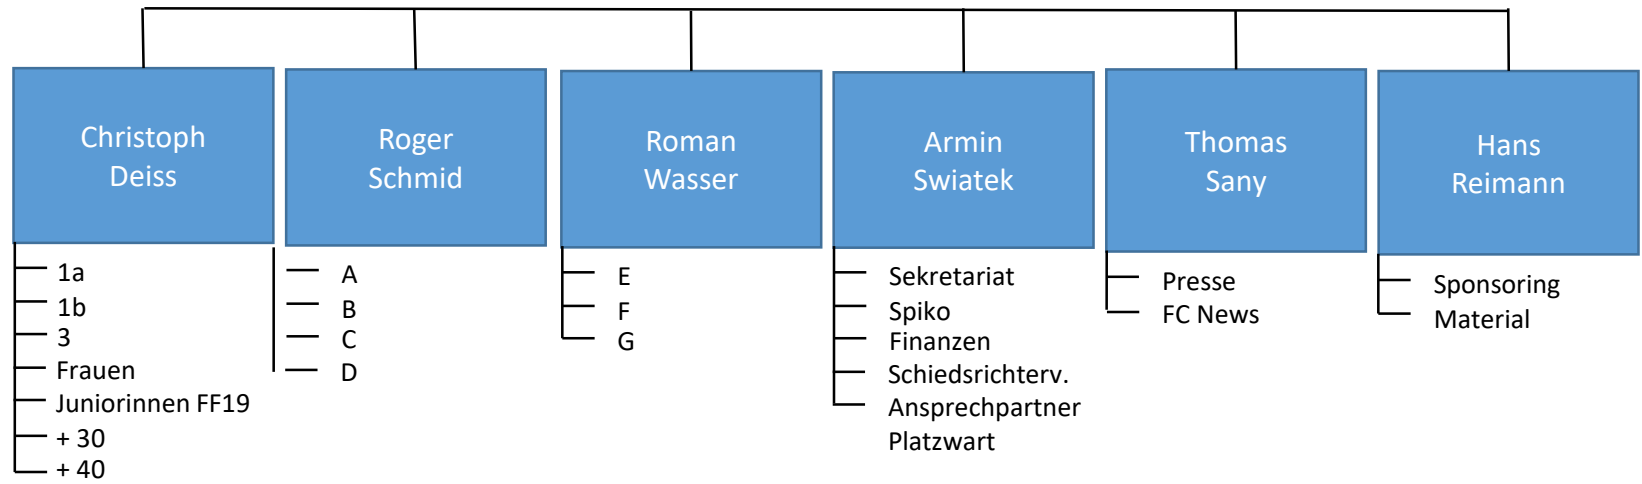 Christoph
Deiss
Roger
Schmid
Roman
Wasser
Armin
Swiatek
Thomas
Sany
Hans
Reimann
1a
1b
3
Frauen
Juniorinnen FF19
+ 30
+ 40
A
B
C
D
E
F
G
Sekretariat
Spiko
Finanzen
Schiedsrichterv.
Ansprechpartner
Platzwart
Presse
FC News
Sponsoring
Material